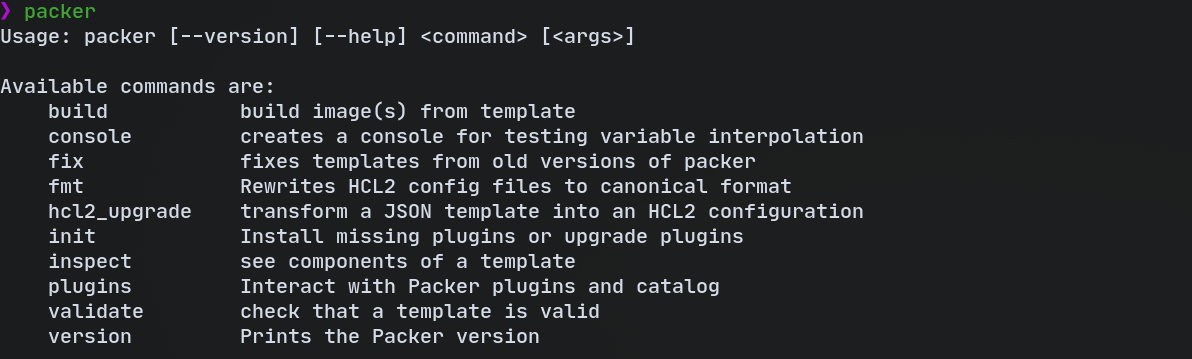 ❯ packer
Usage: packer [--version] [--help] <command> [<args>]

Available commands are:
    build           build image(s) from template
    console         creates a console for testing variable interpolation
    fix             fixes templates from old versions of packer
    fmt             Rewrites HCL2 config files to canonical format
    hcl2_upgrade    transform a JSON template into an HCL2 configuration
    init            Install missing plugins or upgrade plugins
    inspect         see components of a template
    plugins         Interact with Packer plugins and catalog
    validate        check that a template is valid
    version         Prints the Packer version